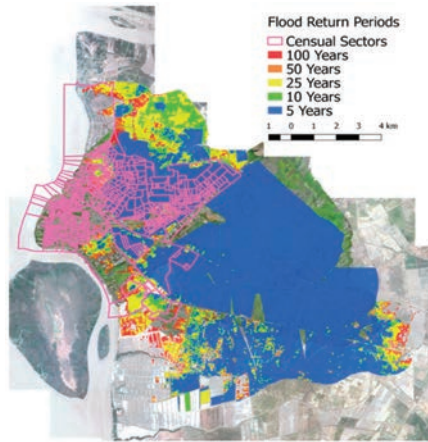 Flood Return Periods
Censual Sectors
100 Years
50 Years
25 Years
10 Years
5 Years
1 0 1 2 3 4 km